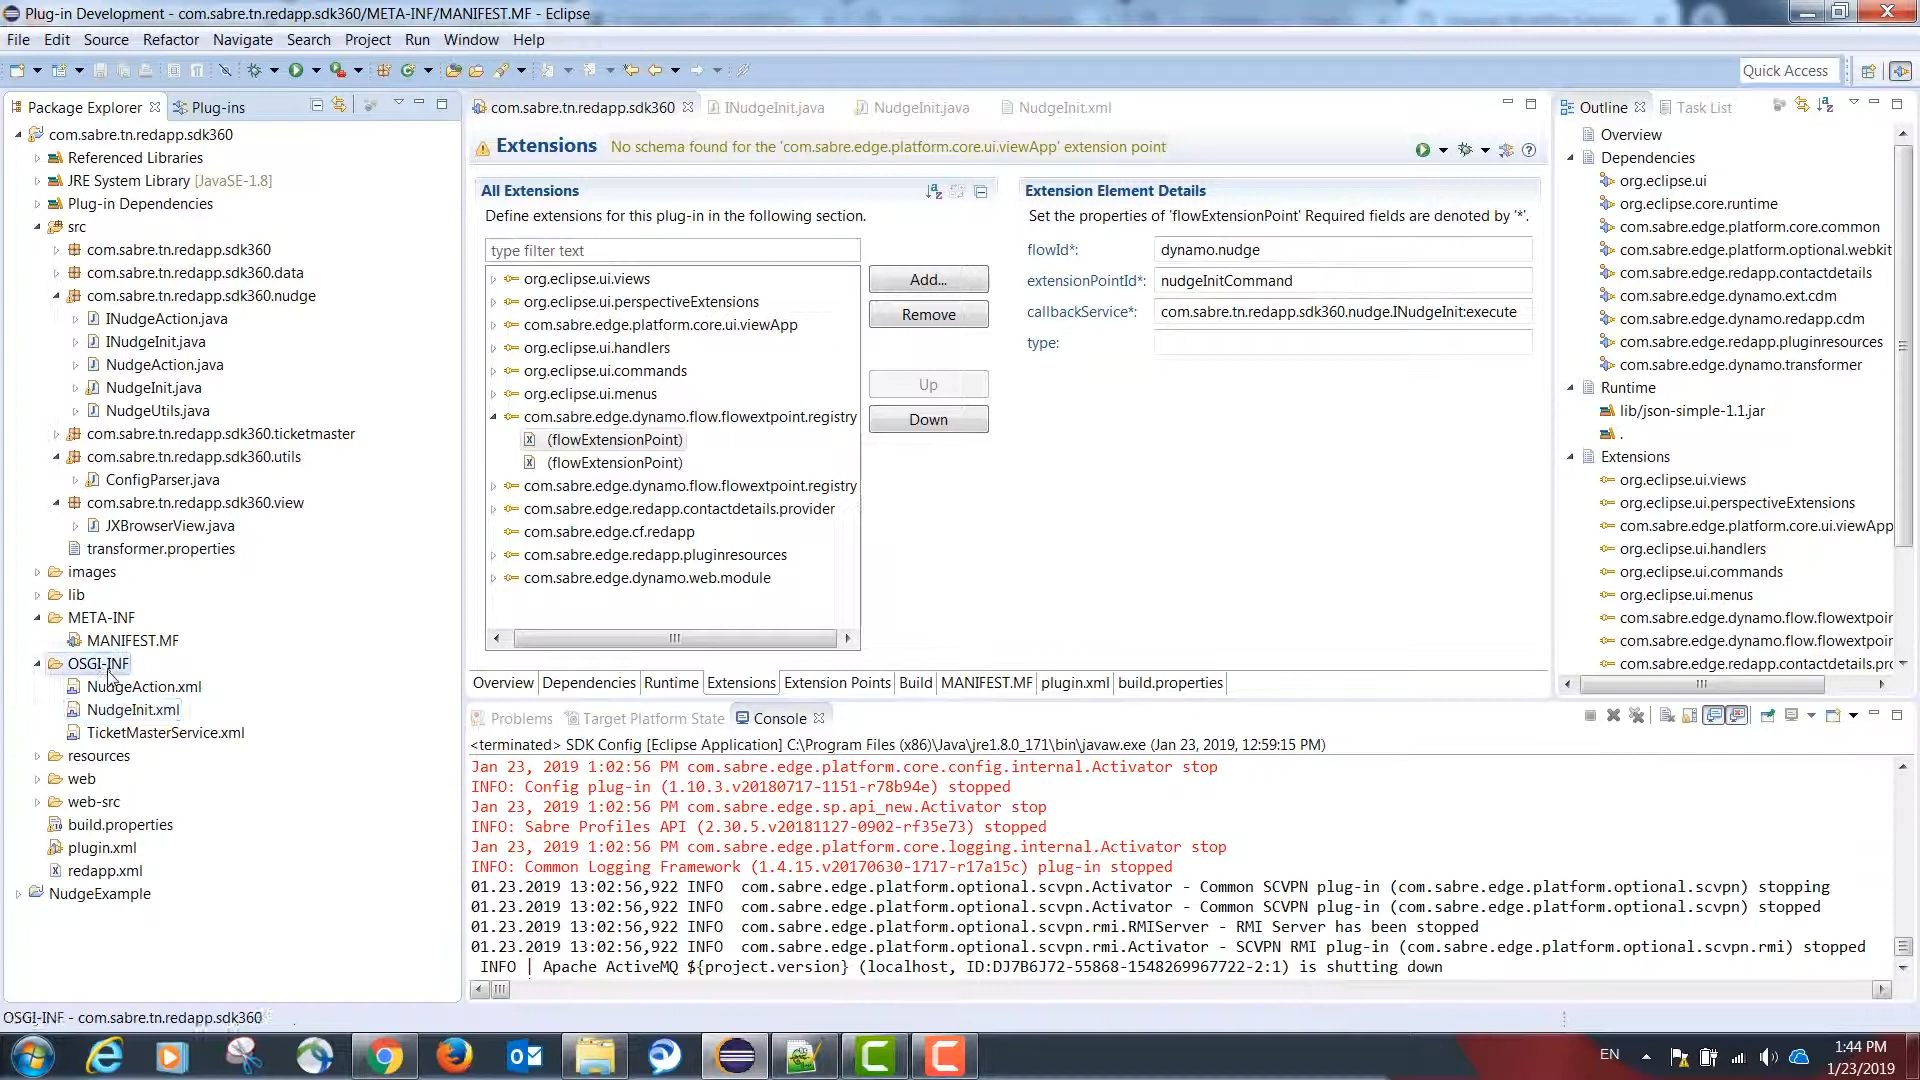 Plug-in Development - com.sabre.tn.redapp.sdk360/META-INF/MANIFEST.MF - Eclipse
File Edit Source Refactor Navigate Search Project Run Window Help
Quick Access
Package Explorer Plug-ins
com.sabre.tn.redapp.sdk360
Referenced Libraries
JRE System Library [JavaSE-1.8]
Plug-in Dependencies
src
com.sabre.tn.redapp.sdk360
com.sabre.tn.redapp.sdk360.data
com.sabre.tn.redapp.sdk360.nudge
INudgeAction.java
INudgeInit.java
NudgeAction.java
NudgeInit.java
NudgeUtils.java
com.sabre.tn.redapp.sdk360.ticketmaster
com.sabre.tn.redapp.sdk360.utils
ConfigParser.java
com.sabre.tn.redapp.sdk360.view
JXBrowserView.java
transformer.properties
images
lib
META-INF
MANIFEST.MF
OSGI-INF
NudgeAction.xml
NudgeInit.xml
TicketMasterService.xml
resources
web
web-src
build.properties
plugin.xml
redapp.xml
NudgeExample
com.sabre.tn.redapp.sdk360 INudgeInit.java NudgeInit.java NudgeInit.xml
Extensions No schema found for the 'com.sabre.edge.platform.core.ui.viewApp' extension point
All Extensions
Define extensions for this plug-in in the following section.
type filter text
org.eclipse.ui.views
org.eclipse.ui.perspectiveExtensions
com.sabre.edge.platform.core.ui.viewApp
org.eclipse.ui.handlers
org.eclipse.ui.commands
org.eclipse.ui.menus
com.sabre.edge.dynamo.flow.flowextpoint.registry
(flowExtensionPoint)
(flowExtensionPoint)
com.sabre.edge.dynamo.flow.flowextpoint.registry
com.sabre.edge.redapp.contactdetails.provider
com.sabre.edge.cf.redapp
com.sabre.edge.redapp.pluginresources
com.sabre.edge.dynamo.web.module
Add...
Remove
Up
Down
Extension Element Details
Set the properties of 'flowExtensionPoint' Required fields are denoted by '*'.
flowId*: dynamo.nudge
extensionPointId*: nudgeInitCommand
callbackService*: com.sabre.tn.redapp.sdk360.nudge.INudgeInit:execute
type:
Overview Dependencies Runtime Extensions Extension Points Build MANIFEST.MF plugin.xml build.properties
Outline Task List
Overview
Dependencies
org.eclipse.ui
org.eclipse.core.runtime
com.sabre.edge.platform.core.common
com.sabre.edge.platform.optional.webkit
com.sabre.edge.redapp.contactdetails
com.sabre.edge.dynamo.ext.cdm
com.sabre.edge.dynamo.redapp.cdm
com.sabre.edge.redapp.pluginresources
com.sabre.edge.dynamo.transformer
Runtime
lib/json-simple-1.1.jar
.
Extensions
org.eclipse.ui.views
org.eclipse.ui.perspectiveExtensions
com.sabre.edge.platform.core.ui.viewApp
org.eclipse.ui.handlers
org.eclipse.ui.commands
org.eclipse.ui.menus
com.sabre.edge.dynamo.flow.flowextpoin
com.sabre.edge.dynamo.flow.flowextpoin
com.sabre.edge.redapp.contactdetails.pro
Problems Target Platform State Console
<terminated> SDK Config [Eclipse Application] C:\Program Files (x86)\Java\jre1.8.0_171\bin\javaw.exe (Jan 23, 2019, 12:59:15 PM)
Jan 23, 2019 1:02:56 PM com.sabre.edge.platform.core.config.internal.Activator stop
INFO: Config plug-in (1.10.3.v20180717-1151-r78b94e) stopped
Jan 23, 2019 1:02:56 PM com.sabre.edge.sp.api_new.Activator stop
INFO: Sabre Profiles API (2.30.5.v20181127-0902-rf35e73) stopped
Jan 23, 2019 1:02:56 PM com.sabre.edge.platform.core.logging.internal.Activator stop
INFO: Common Logging Framework (1.4.15.v20170630-1717-r17a15c) plug-in stopped
01.23.2019 13:02:56,922 INFO com.sabre.edge.platform.optional.scvpn.Activator - Common SCVPN plug-in (com.sabre.edge.platform.optional.scvpn) stopping
01.23.2019 13:02:56,922 INFO com.sabre.edge.platform.optional.scvpn.Activator - Common SCVPN plug-in (com.sabre.edge.platform.optional.scvpn) stopped
01.23.2019 13:02:56,922 INFO com.sabre.edge.platform.optional.scvpn.rmi.RMIServer - RMI Server has been stopped
01.23.2019 13:02:56,922 INFO com.sabre.edge.platform.optional.scvpn.rmi.Activator - SCVPN RMI plug-in (com.sabre.edge.platform.optional.scvpn.rmi) stopped
INFO | Apache ActiveMQ ${project.version} (localhost, ID:DJ7B6J72-55868-1548269967722-2:1) is shutting down
OSGI-INF - com.sabre.tn.redapp.sdk360
EN
1:44 PM
1/23/2019